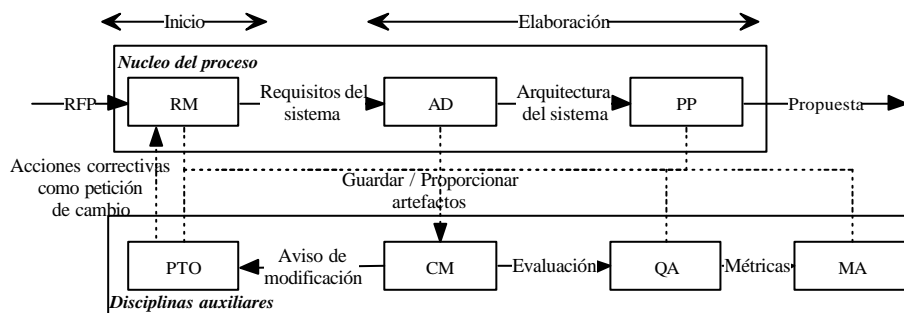 Inicio
Elaboración
Nucleo del proceso
RFP
RM
Requisitos del
sistema
AD
Arquitectura
del sistema
PP
Propuesta
Acciones correctivas
como petición
de cambio
Guardar / Proporcionar
artefactos
PTO
Aviso de
modificación
CM
Evaluación
QA
Métricas
MA
Disciplinas auxiliares